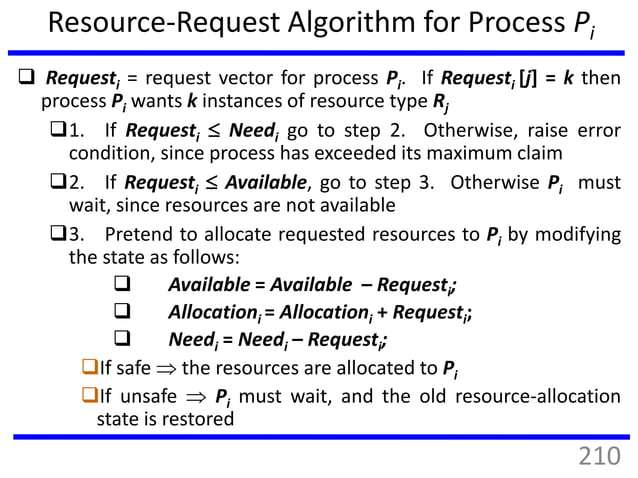 Resource-Request Algorithm for Process Pi
Requesti = request vector for process Pi. If Requesti [j] = k then
process Pi wants k instances of resource type Rj
1. If Requesti ≤ Needi go to step 2. Otherwise, raise error
condition, since process has exceeded its maximum claim
2. If Requesti ≤ Available, go to step 3. Otherwise Pi must
wait, since resources are not available
3. Pretend to allocate requested resources to Pi by modifying
the state as follows:
Available = Available – Requesti;
Allocationi = Allocationi + Requesti;
Needi = Needi – Requesti;
If safe ⇒ the resources are allocated to Pi
If unsafe ⇒ Pi must wait, and the old resource-allocation
state is restored
210